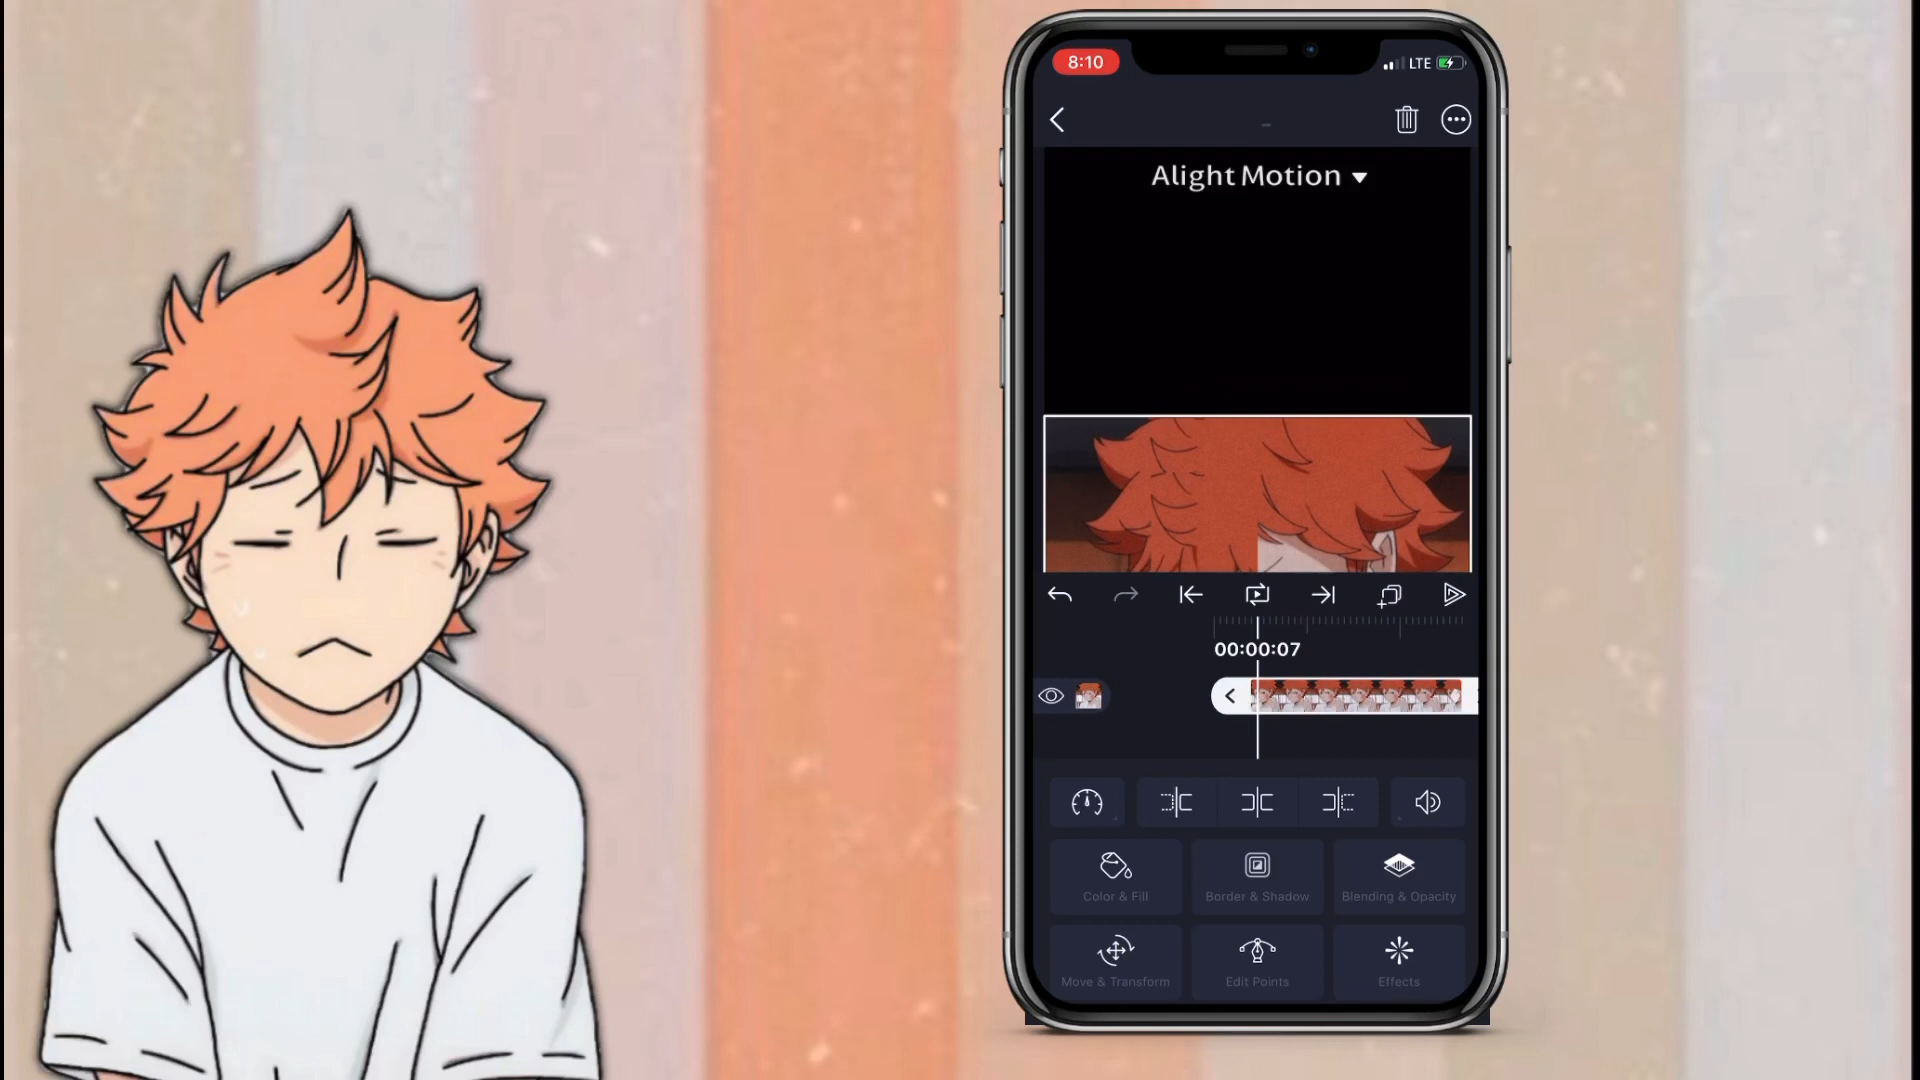 8:10
LTE
Alight Motion
00:00:07
Color & Fill
Border & Shadow
Blending & Opacity
Move & Transform
Edit Points
Effects